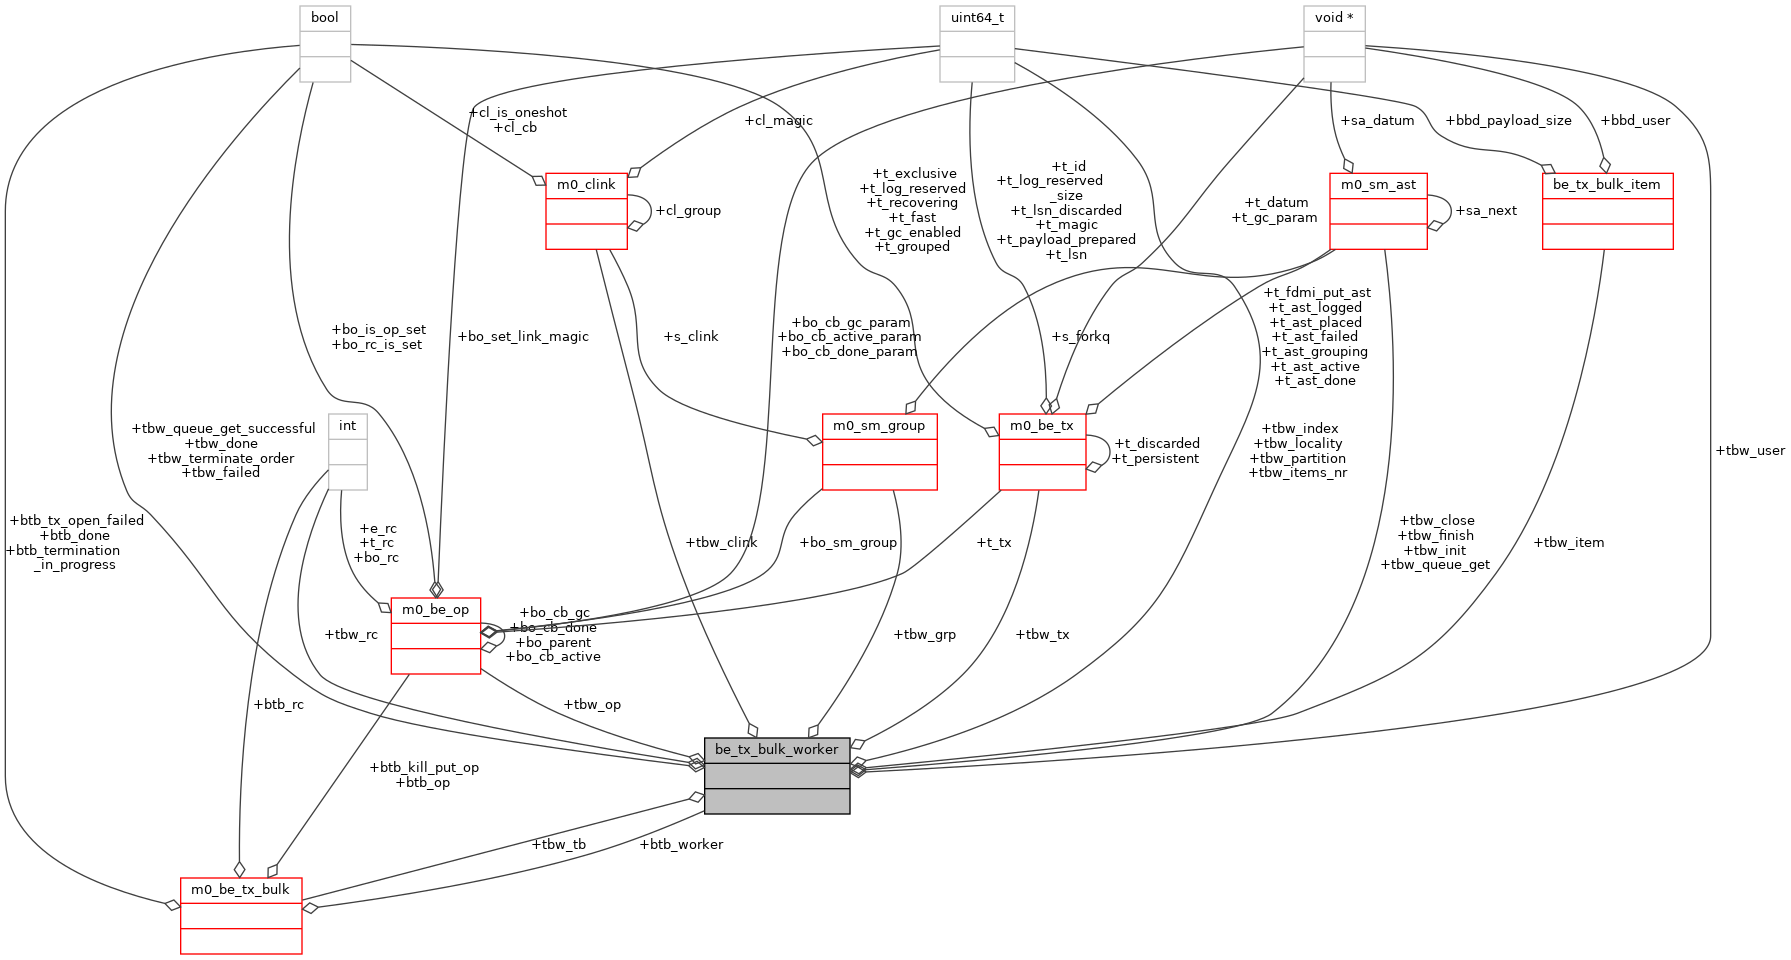 bool
uint64_t
void *
+cl_is_oneshot
+cl_cb
+cl_magic
+sa_datum
+bbd_payload_size
+bbd_user
m0_clink
+cl_group
+t_exclusive
+t_log_reserved
+t_recovering
+t_fast
+t_gc_enabled
+t_grouped
+t_id
+t_log_reserved
_size
+t_lsn_discarded
+t_magic
+t_payload_prepared
+t_lsn
+t_datum
+t_gc_param
m0_sm_ast
+sa_next
be_tx_bulk_item
+bo_is_op_set
+bo_rc_is_set
+bo_set_link_magic
+s_clink
+bo_cb_gc_param
+bo_cb_active_param
+bo_cb_done_param
+s_forkq
+t_fdmi_put_ast
+t_ast_logged
+t_ast_placed
+t_ast_failed
+t_ast_grouping
+t_ast_active
+t_ast_done
+tbw_queue_get_successful
+tbw_done
+tbw_terminate_order
+tbw_failed
int
m0_sm_group
m0_be_tx
+t_discarded
+t_persistent
+tbw_index
+tbw_locality
+tbw_partition
+tbw_items_nr
+tbw_user
+btb_tx_open_failed
+btb_done
+btb_termination
_in_progress
+e_rc
+t_rc
+bo_rc
+tbw_clink
+bo_sm_group
+t_tx
+tbw_close
+tbw_finish
+tbw_init
+tbw_queue_get
+tbw_item
m0_be_op
+bo_cb_gc
+bo_cb_done
+bo_parent
+bo_cb_active
+tbw_rc
+tbw_grp
+tbw_tx
+btb_rc
+tbw_op
be_tx_bulk_worker
+btb_kill_put_op
+btb_op
+tbw_tb
+btb_worker
m0_be_tx_bulk